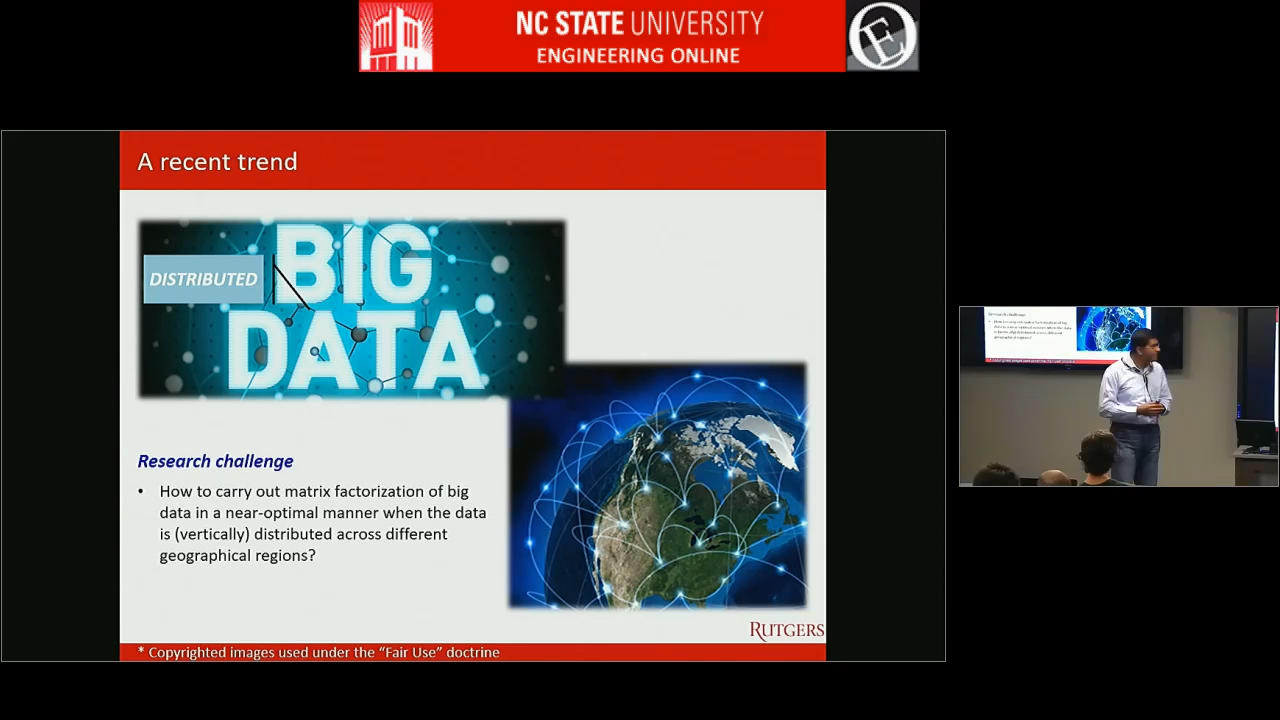 NC STATE UNIVERSITY
ENGINEERING ONLINE
A recent trend
DISTRIBUTED
BIG
DATA
Research challenge
• How to carry out matrix factorization of big
data in a near-optimal manner when the data
is (vertically) distributed across different
geographical regions?
RUTGERS
* Copyrighted images used under the “Fair Use” doctrine